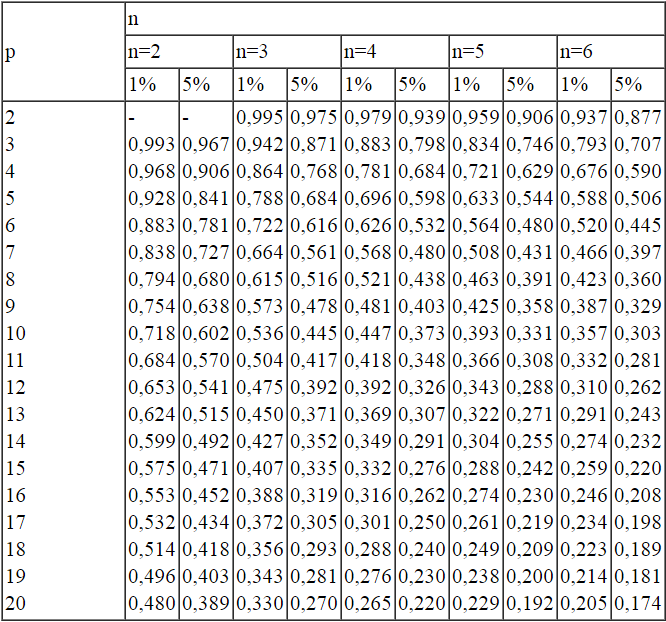 n
p n=2 n=3 n=4 n=5 n=6
1% 5% 1% 5% 1% 5% 1% 5% 1% 5%
2 - - 0,995 0,975 0,979 0,939 0,959 0,906 0,937 0,877
3 0,993 0,967 0,942 0,871 0,883 0,798 0,834 0,746 0,793 0,707
4 0,968 0,906 0,864 0,768 0,781 0,684 0,721 0,629 0,676 0,590
5 0,928 0,841 0,788 0,684 0,696 0,598 0,633 0,544 0,588 0,506
6 0,883 0,781 0,722 0,616 0,626 0,532 0,564 0,480 0,520 0,445
7 0,838 0,727 0,664 0,561 0,568 0,480 0,508 0,431 0,466 0,397
8 0,794 0,680 0,615 0,516 0,521 0,438 0,463 0,391 0,423 0,360
9 0,754 0,638 0,573 0,478 0,481 0,403 0,425 0,358 0,387 0,329
10 0,718 0,602 0,536 0,445 0,447 0,373 0,393 0,331 0,357 0,303
11 0,684 0,570 0,504 0,417 0,418 0,348 0,366 0,308 0,332 0,281
12 0,653 0,541 0,475 0,392 0,392 0,326 0,343 0,288 0,310 0,262
13 0,624 0,515 0,450 0,371 0,369 0,307 0,322 0,271 0,291 0,243
14 0,599 0,492 0,427 0,352 0,349 0,291 0,304 0,255 0,274 0,232
15 0,575 0,471 0,407 0,335 0,332 0,276 0,288 0,242 0,259 0,220
16 0,553 0,452 0,388 0,319 0,316 0,262 0,274 0,230 0,246 0,208
17 0,532 0,434 0,372 0,305 0,301 0,250 0,261 0,219 0,234 0,198
18 0,514 0,418 0,356 0,293 0,288 0,240 0,249 0,209 0,223 0,189
19 0,496 0,403 0,343 0,281 0,276 0,230 0,238 0,200 0,214 0,181
20 0,480 0,389 0,330 0,270 0,265 0,220 0,229 0,192 0,205 0,174